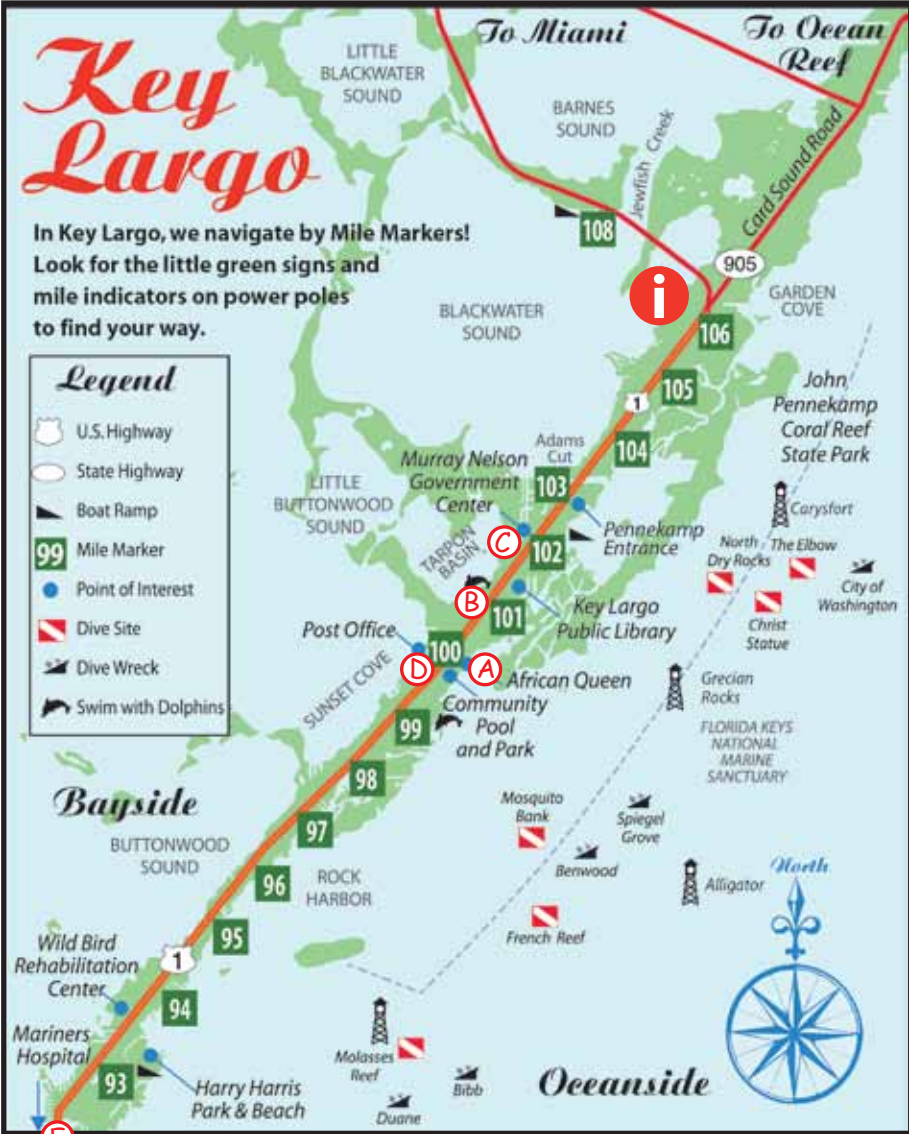 Key
Largo
In Key Largo, we navigate by Mile Markers!
Look for the little green signs and
mile indicators on power poles
to find your way.
Legend
U.S. Highway
State Highway
Boat Ramp
99 Mile Marker
Point of Interest
Dive Site
Dive Wreck
Swim with Dolphins
To Miami
To Ocean
Reef
LITTLE
BLACKWATER
SOUND
BARNES
SOUND
Jewfish Creek
Card Sound Road
108
905
i
GARDEN
COVE
BLACKWATER
SOUND
106
105
1
104
John
Pennekamp
Coral Reef
State Park
Adams
Cut
Murray Nelson
Government
Center
103
LITTLE
BUTTONWOOD
SOUND
Carysfort
Pennekamp
Entrance
C
102
TARPON
BASIN
North
Dry Rocks
The Elbow
City of
Washington
Christ
Statue
B
101
Key Largo
Public Library
Post Office
100
D
A
African Queen
SUNSET COVE
Community
Pool
and Park
Grecian
Rocks
FLORIDA KEYS
NATIONAL
MARINE
SANCTUARY
99
98
Bayside
97
Mosquito
Bank
Spiegel
Grove
BUTTONWOOD
SOUND
Benwood
96
ROCK
HARBOR
Alligator
North
French Reef
95
Wild Bird
Rehabilitation
Center
1
94
Mariners
Hospital
93
Harry Harris
Park & Beach
Molasses
Reef
Bibb
Duane
Oceanside